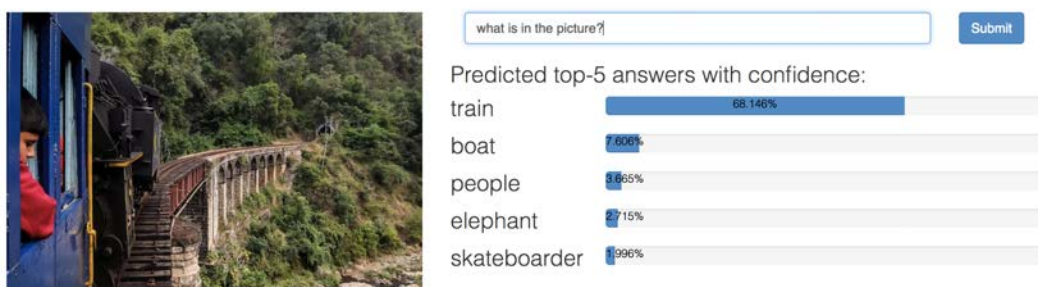 what is in the picture?
Submit
Predicted top-5 answers with confidence:
train 68.146%
boat 7.606%
people 3.665%
elephant 2.715%
skateboarder 1.996%